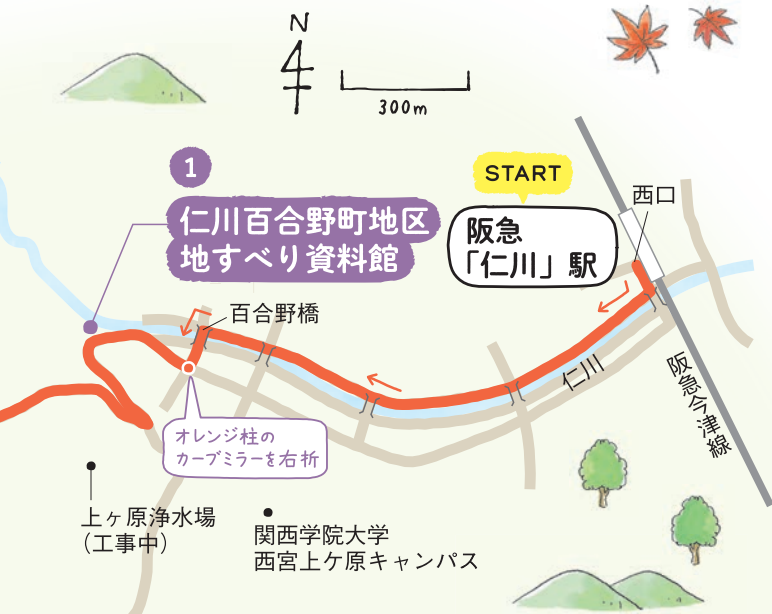 N
300m
1
仁川百合野町地区
地すべり資料館
START
阪急
「仁川」駅
西口
百合野橋
仁川
阪急今津線
オレンジ柱の
カーブミラーを右折
上ヶ原浄水場
（工事中）
関西学院大学
西宮上ケ原キャンパス